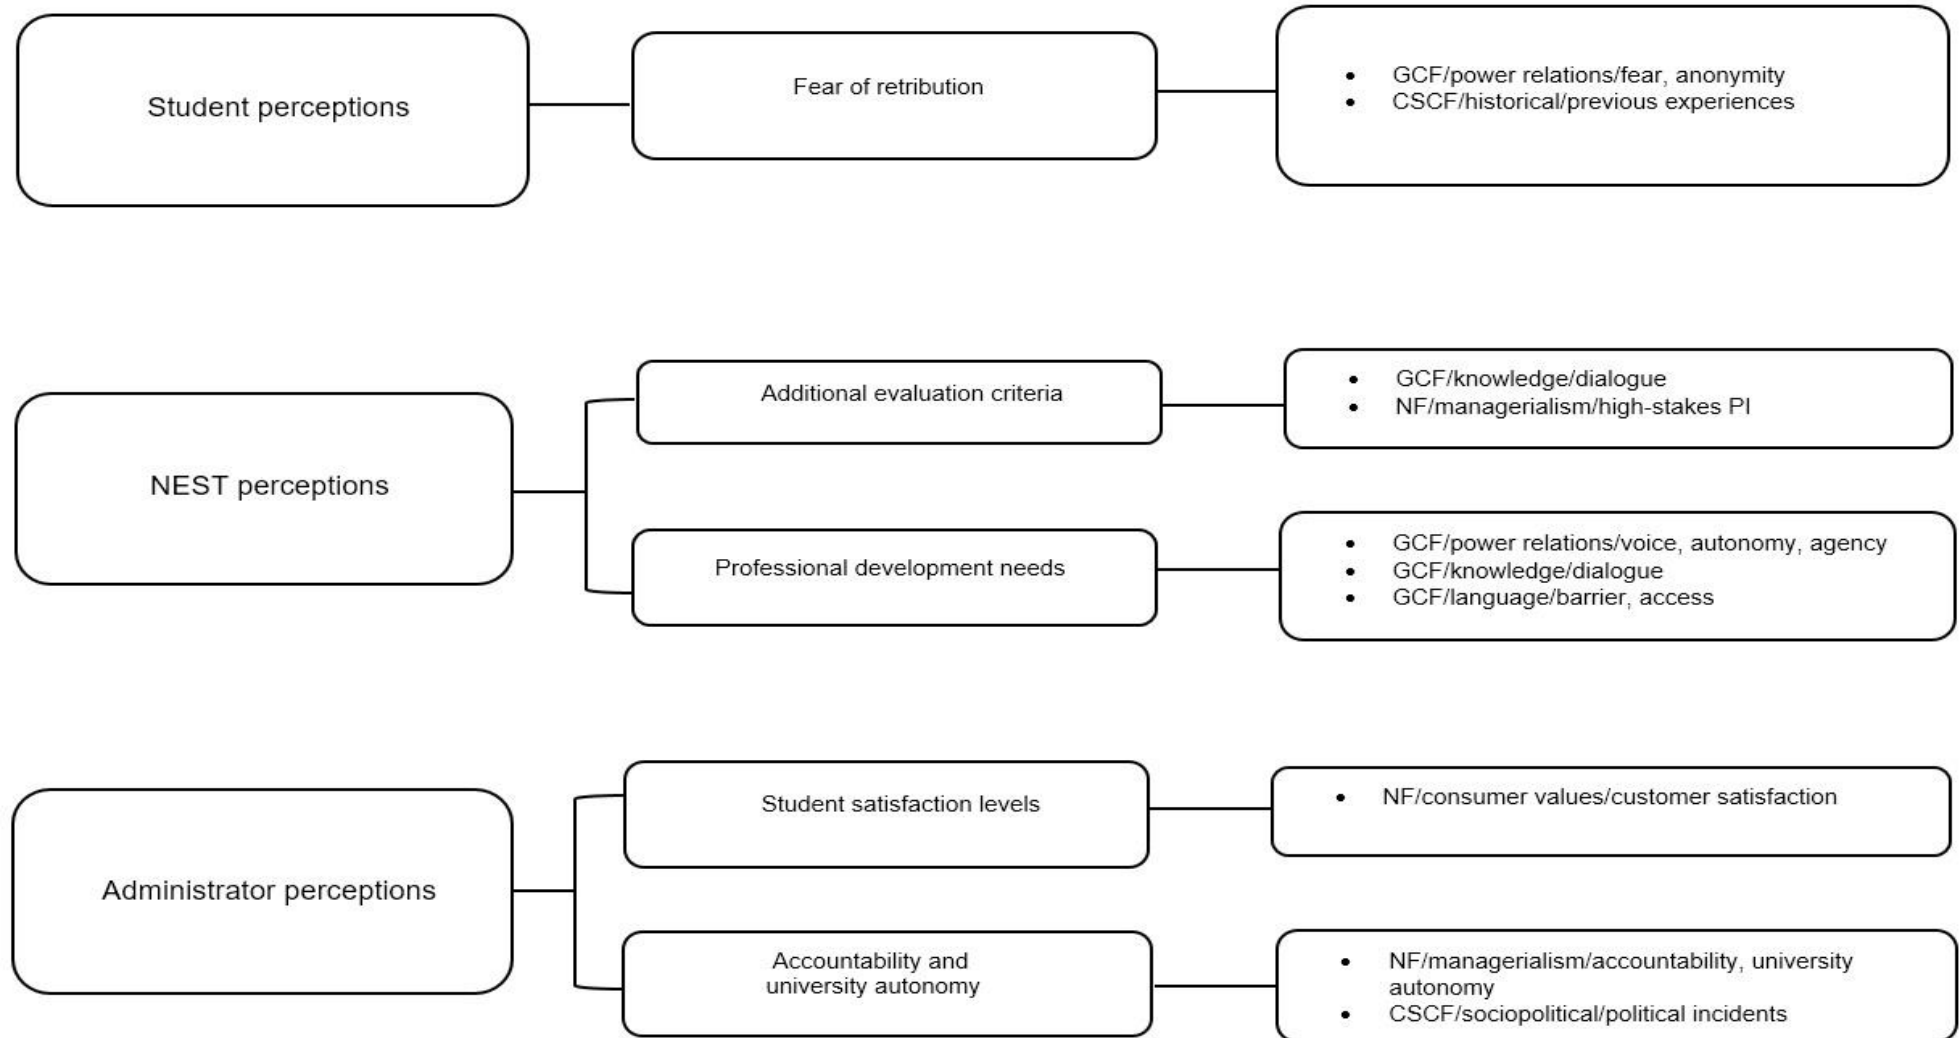 Student perceptions
Fear of retribution
• GCF/power relations/fear, anonymity
• CSCF/historical/previous experiences
NEST perceptions
Additional evaluation criteria
• GCF/knowledge/dialogue
• NF/managerialism/high-stakes PI
Professional development needs
• GCF/power relations/voice, autonomy, agency
• GCF/knowledge/dialogue
• GCF/language/barrier, access
Administrator perceptions
Student satisfaction levels
• NF/consumer values/customer satisfaction
Accountability and
university autonomy
• NF/managerialism/accountability, university
autonomy
• CSCF/sociopolitical/political incidents